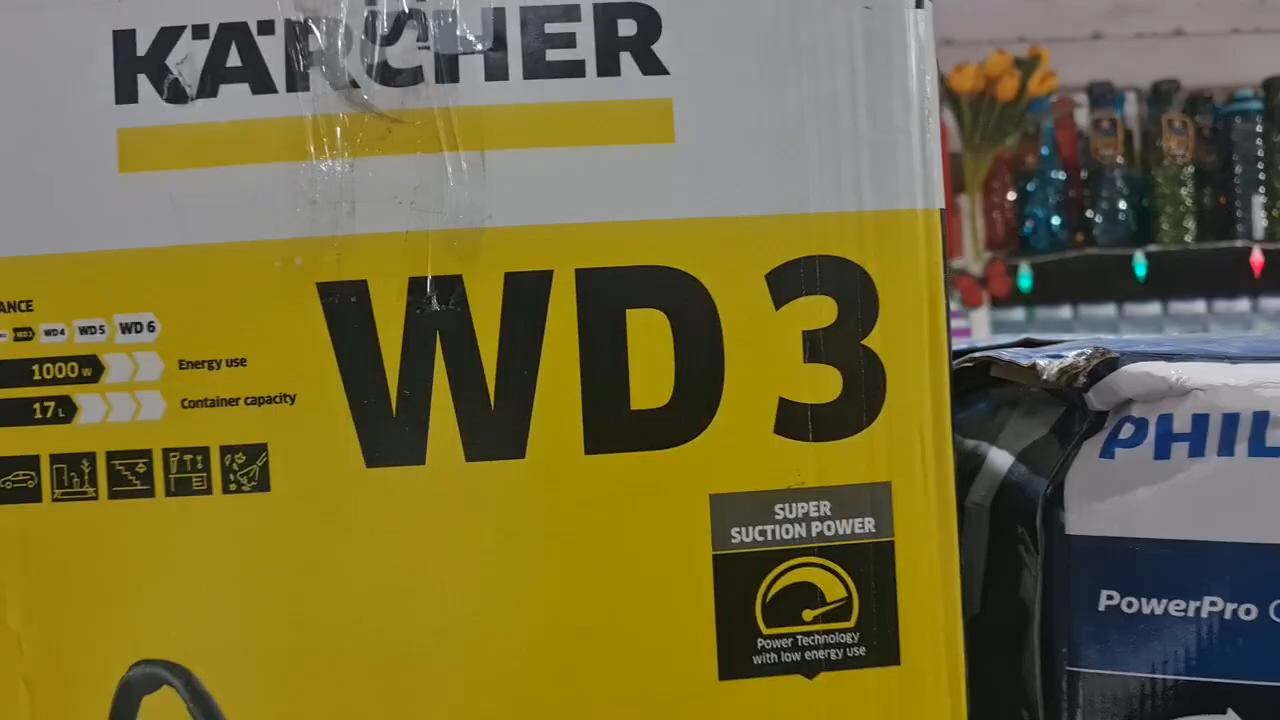 KÄRCHER
WD 3
ANCE
WD 3 WD 4 WD 5 WD 6
1000 W Energy use
17 L Container capacity
SUPER
SUCTION POWER
Power Technology
with low energy use
PHIL
PowerPro